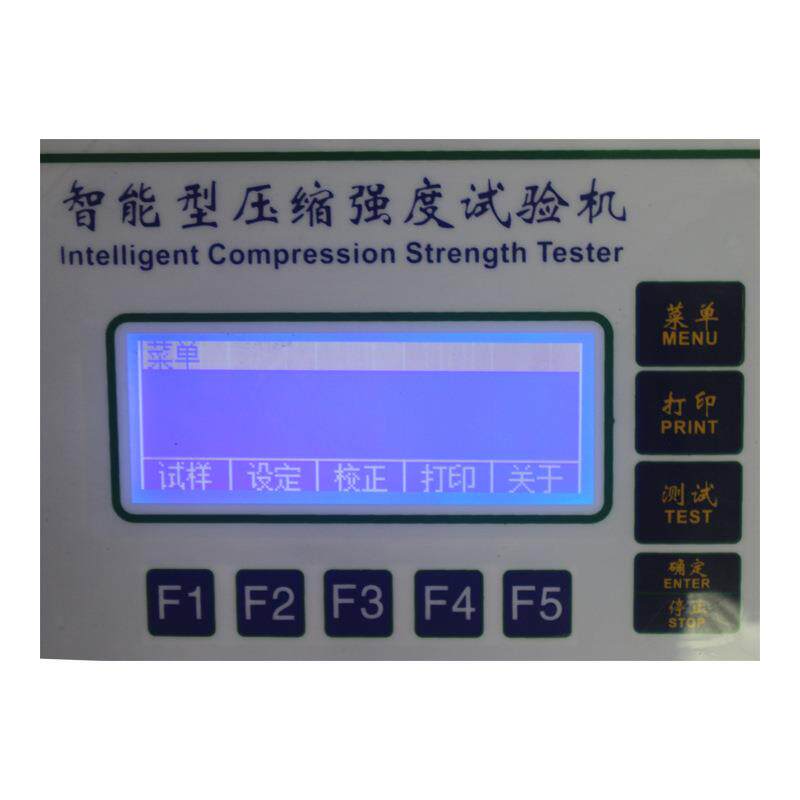 智能型压缩强度试验机
Intelligent Compression Strength Tester
菜单
试样 设定 校正 打印 关于
F1 F2 F3 F4 F5
菜单
MENU
打印
PRINT
测试
TEST
确定
ENTER
停止
STOP